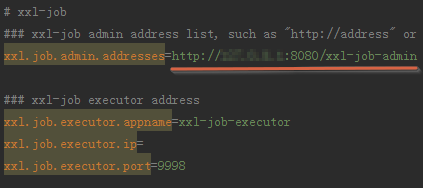 # xxl-job
### xxl-job admin address list, such as "http://address" or
xxl.job.admin.addresses=http:// :8080/xxl-job-admin
### xxl-job executor address
xxl.job.executor.appname=xxl-job-executor
xxl.job.executor.ip=
xxl.job.executor.port=9998